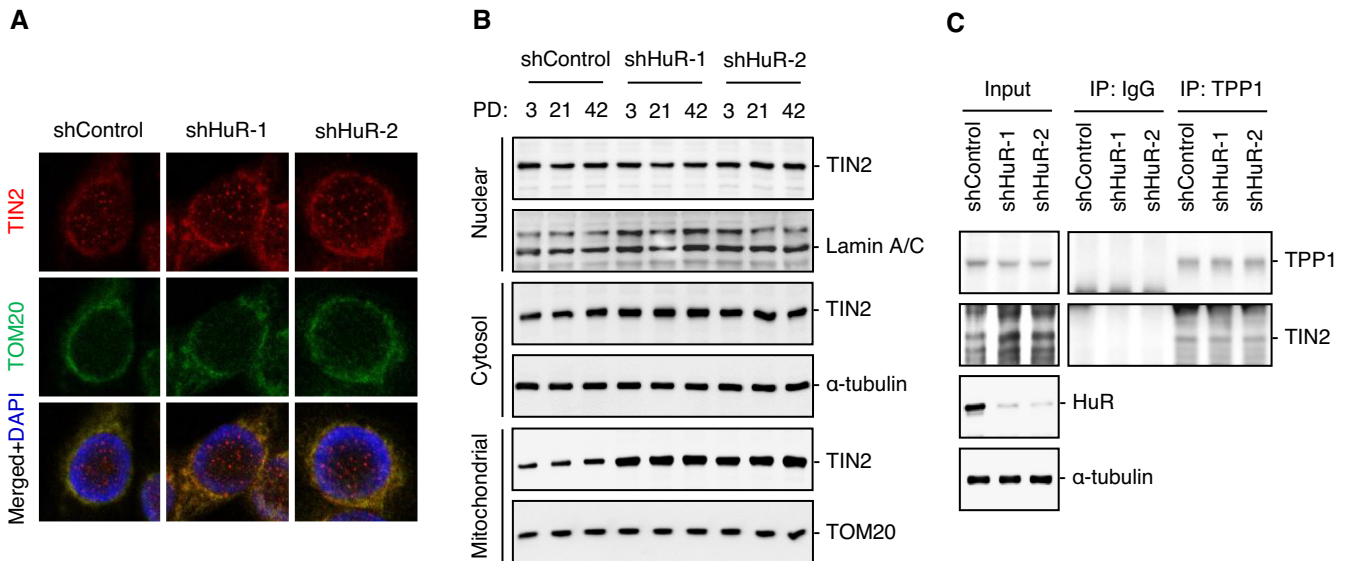 A
shControl shHuR-1 shHuR-2
TIN2
TOM20
Merged+DAPI
B
shControl shHuR-1 shHuR-2
PD: 3 21 42 3 21 42 3 21 42
Nuclear
TIN2
Lamin A/C
Cytosol
TIN2
α-tubulin
Mitochondrial
TIN2
TOM20
C
Input IP: IgG IP: TPP1
shControl shHuR-1 shHuR-2 shControl shHuR-1 shHuR-2 shControl shHuR-1 shHuR-2
TPP1
TIN2
HuR
α-tubulin